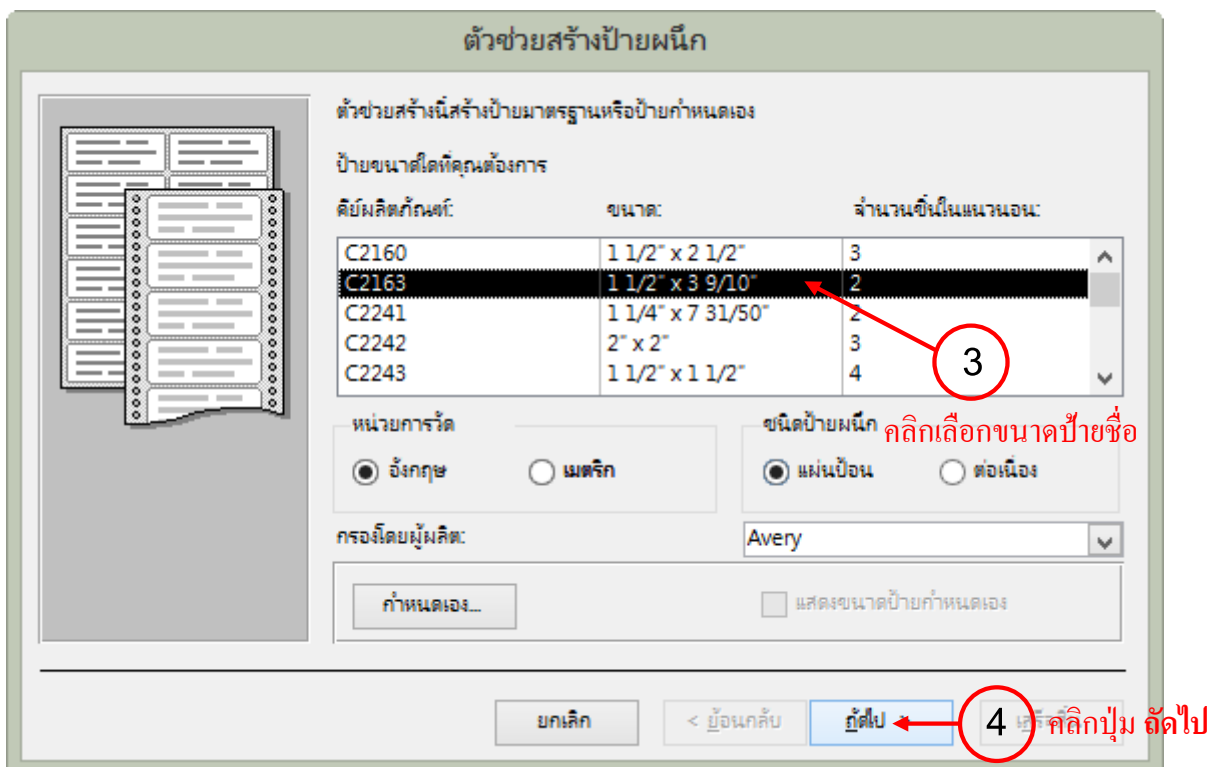 ตัวช่วยสร้างป้ายผนึก
ตัวช่วยสร้างนี้สร้างป้ายมาตรฐานหรือป้ายกำหนดเอง
ป้ายขนาดใดที่คุณต้องการ
คีย์ผลิตภัณฑ์: ขนาด: จำนวนชิ้นในแนวนอน:
C2160 1 1/2" x 2 1/2" 3
C2163 1 1/2" x 3 9/10" 2
C2241 1 1/4" x 7 31/50" 2
C2242 2" x 2" 3
C2243 1 1/2" x 1 1/2" 4
3
คลิกเลือกขนาดป้ายชื่อ
หน่วยการวัด ชนิดป้ายผนึก
อังกฤษ เมตริก แผ่นป้อน ต่อเนื่อง
กรองโดยผู้ผลิต: Avery
กำหนดเอง... แสดงขนาดป้ายกำหนดเอง
ยกเลิก < ย้อนกลับ ถัดไป 4 คลิกปุ่ม ถัดไป